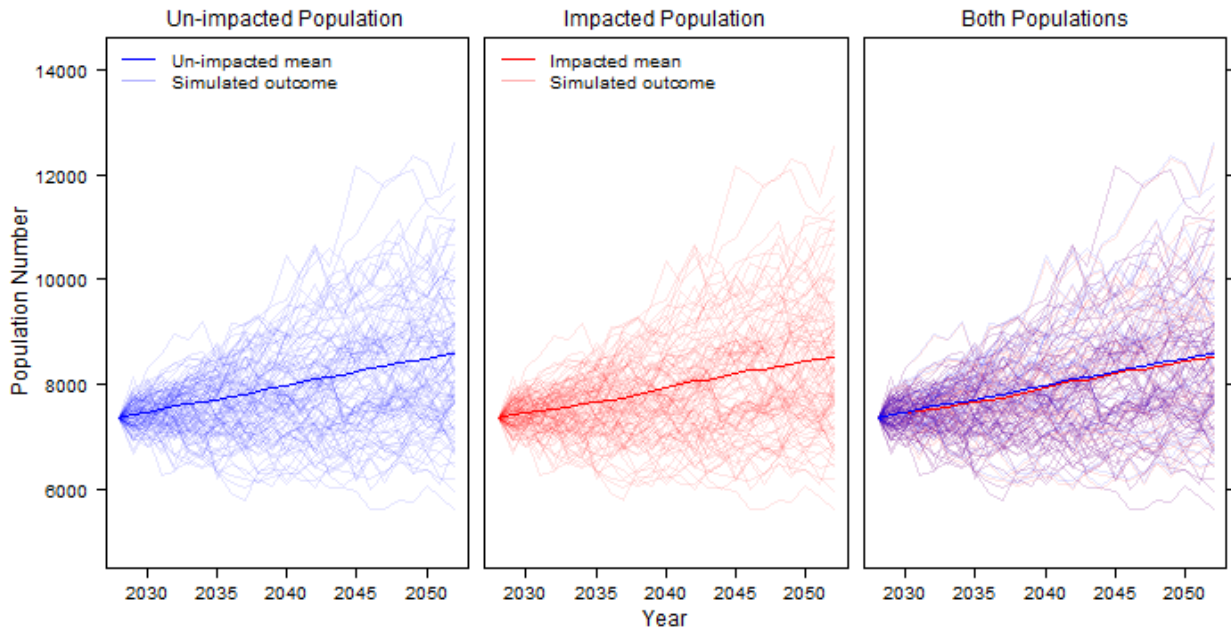 Un-impacted Population
Impacted Population
Both Populations
Un-impacted mean
Simulated outcome
Impacted mean
Simulated outcome
Population Number
14000
12000
10000
8000
6000
2030 2035 2040 2045 2050
2030 2035 2040 2045 2050
2030 2035 2040 2045 2050
Year